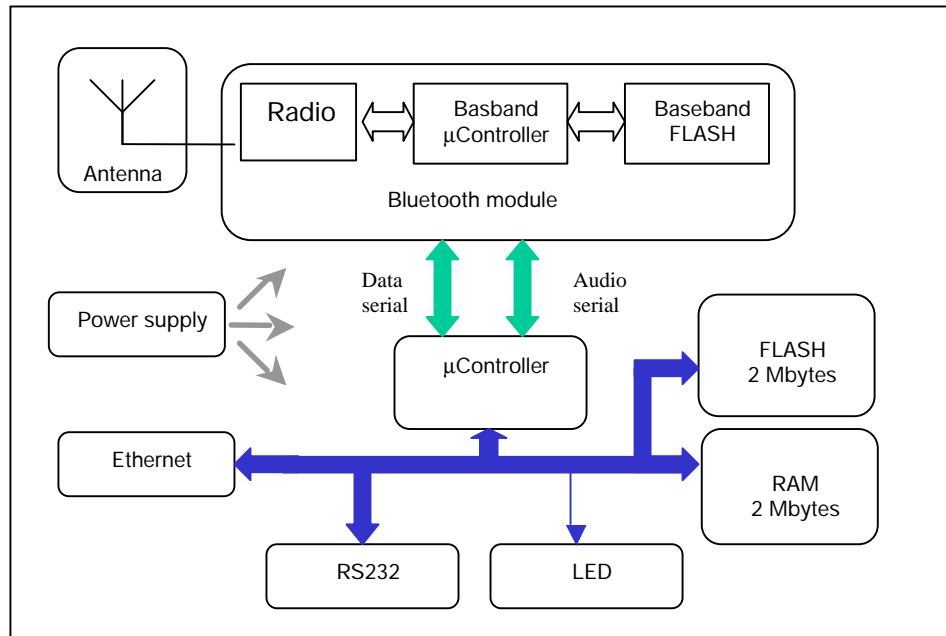 Radio
Basband
µController
Baseband
FLASH
Antenna
Bluetooth module
Data
serial
Audio
serial
Power supply
µController
FLASH
2 Mbytes
Ethernet
RAM
2 Mbytes
RS232
LED